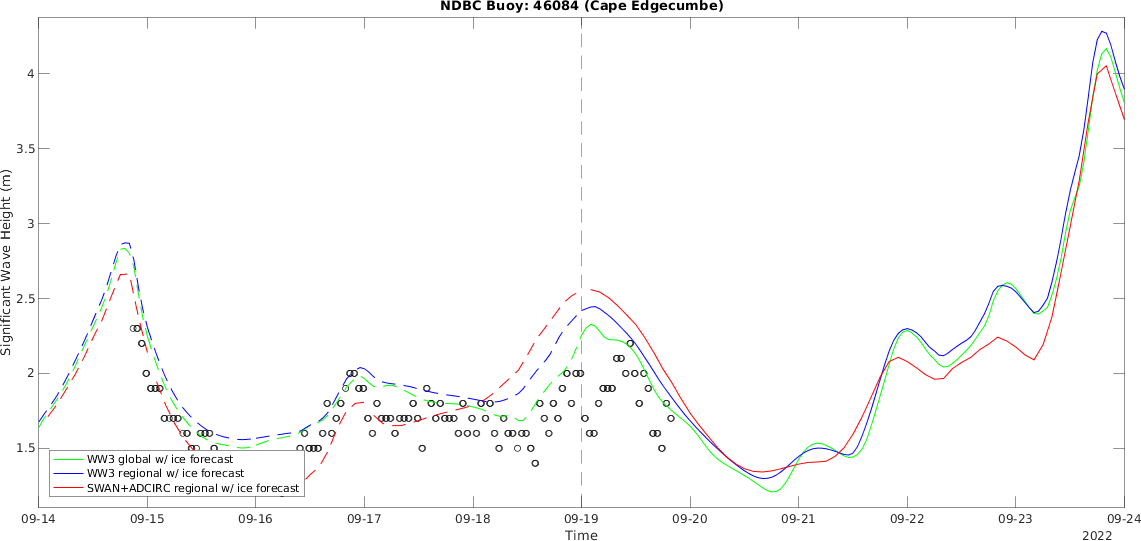 NDBC Buoy: 46084 (Cape Edgecumbe)
Significant Wave Height (m)
4
3.5
3
2.5
2
1.5
WW3 global w/ ice forecast
WW3 regional w/ ice forecast
SWAN+ADCIRC regional w/ ice forecast
09-14 09-15 09-16 09-17 09-18 09-19 09-20 09-21 09-22 09-23 09-24
Time
2022